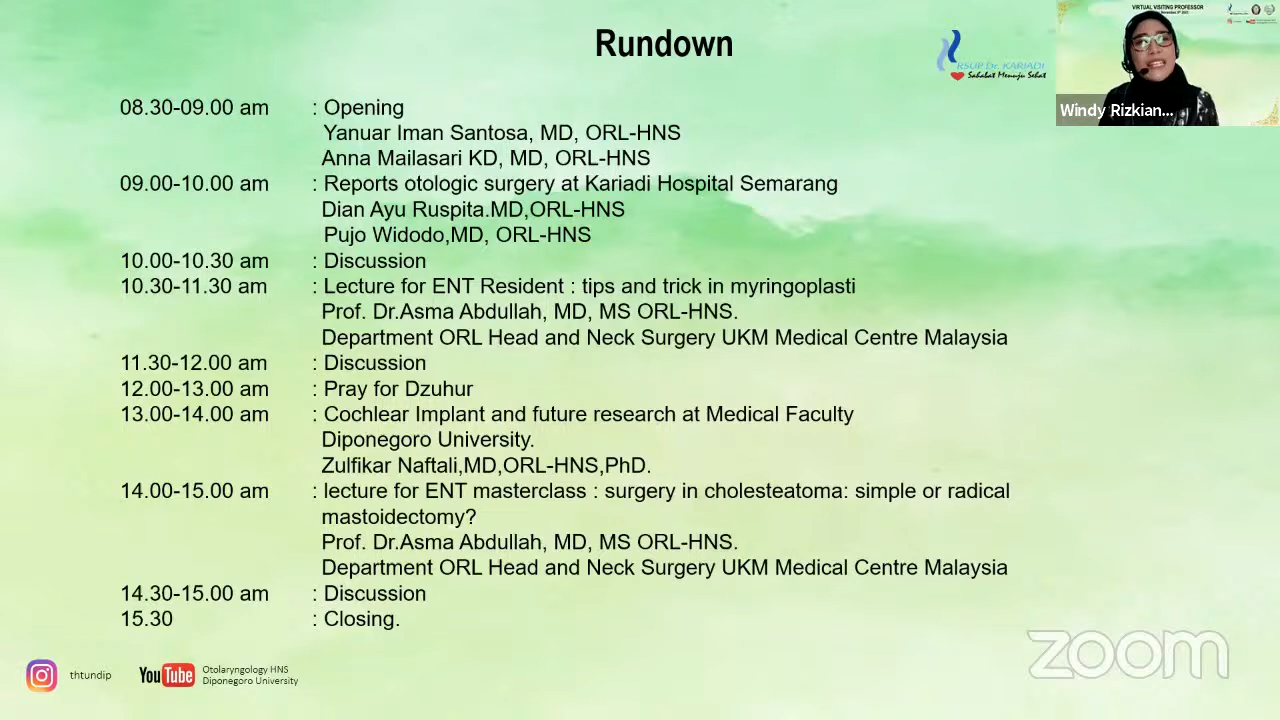 Rundown
RSUP Dr. KARIADI
Sahabat Menuju Sehat
VIRTUAL VISITING PROFESSOR
Windy Rizkian...
08.30-09.00 am : Opening
Yanuar Iman Santosa, MD, ORL-HNS
Anna Mailasari KD, MD, ORL-HNS
09.00-10.00 am : Reports otologic surgery at Kariadi Hospital Semarang
Dian Ayu Ruspita.MD,ORL-HNS
Pujo Widodo,MD, ORL-HNS
10.00-10.30 am : Discussion
10.30-11.30 am : Lecture for ENT Resident : tips and trick in myringoplasti
Prof. Dr.Asma Abdullah, MD, MS ORL-HNS.
Department ORL Head and Neck Surgery UKM Medical Centre Malaysia
11.30-12.00 am : Discussion
12.00-13.00 am : Pray for Dzuhur
13.00-14.00 am : Cochlear Implant and future research at Medical Faculty
Diponegoro University.
Zulfikar Naftali,MD,ORL-HNS,PhD.
14.00-15.00 am : lecture for ENT masterclass : surgery in cholesteatoma: simple or radical
mastoidectomy?
Prof. Dr.Asma Abdullah, MD, MS ORL-HNS.
Department ORL Head and Neck Surgery UKM Medical Centre Malaysia
14.30-15.00 am : Discussion
15.30 : Closing.
thtundip
YouTube
Otolaryngology HNS
Diponegoro University
zoom